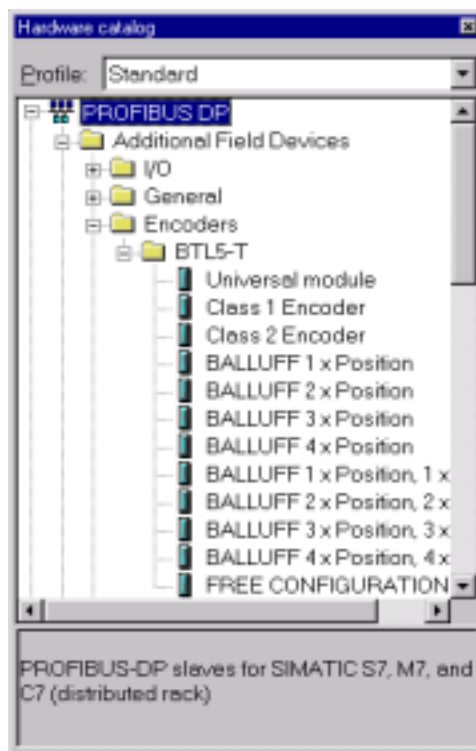 Hardware catalog
Profile: Standard
PROFIBUS DP
Additional Field Devices
I/O
General
Encoders
BTL5-T
Universal module
Class 1 Encoder
Class 2 Encoder
BALLUFF 1 x Position
BALLUFF 2 x Position
BALLUFF 3 x Position
BALLUFF 4 x Position
BALLUFF 1 x Position, 1 x
BALLUFF 2 x Position, 2 x
BALLUFF 3 x Position, 3 x
BALLUFF 4 x Position, 4 x
FREE CONFIGURATION
PROFIBUS-DP slaves for SIMATIC S7, M7, and
C7 (distributed rack)